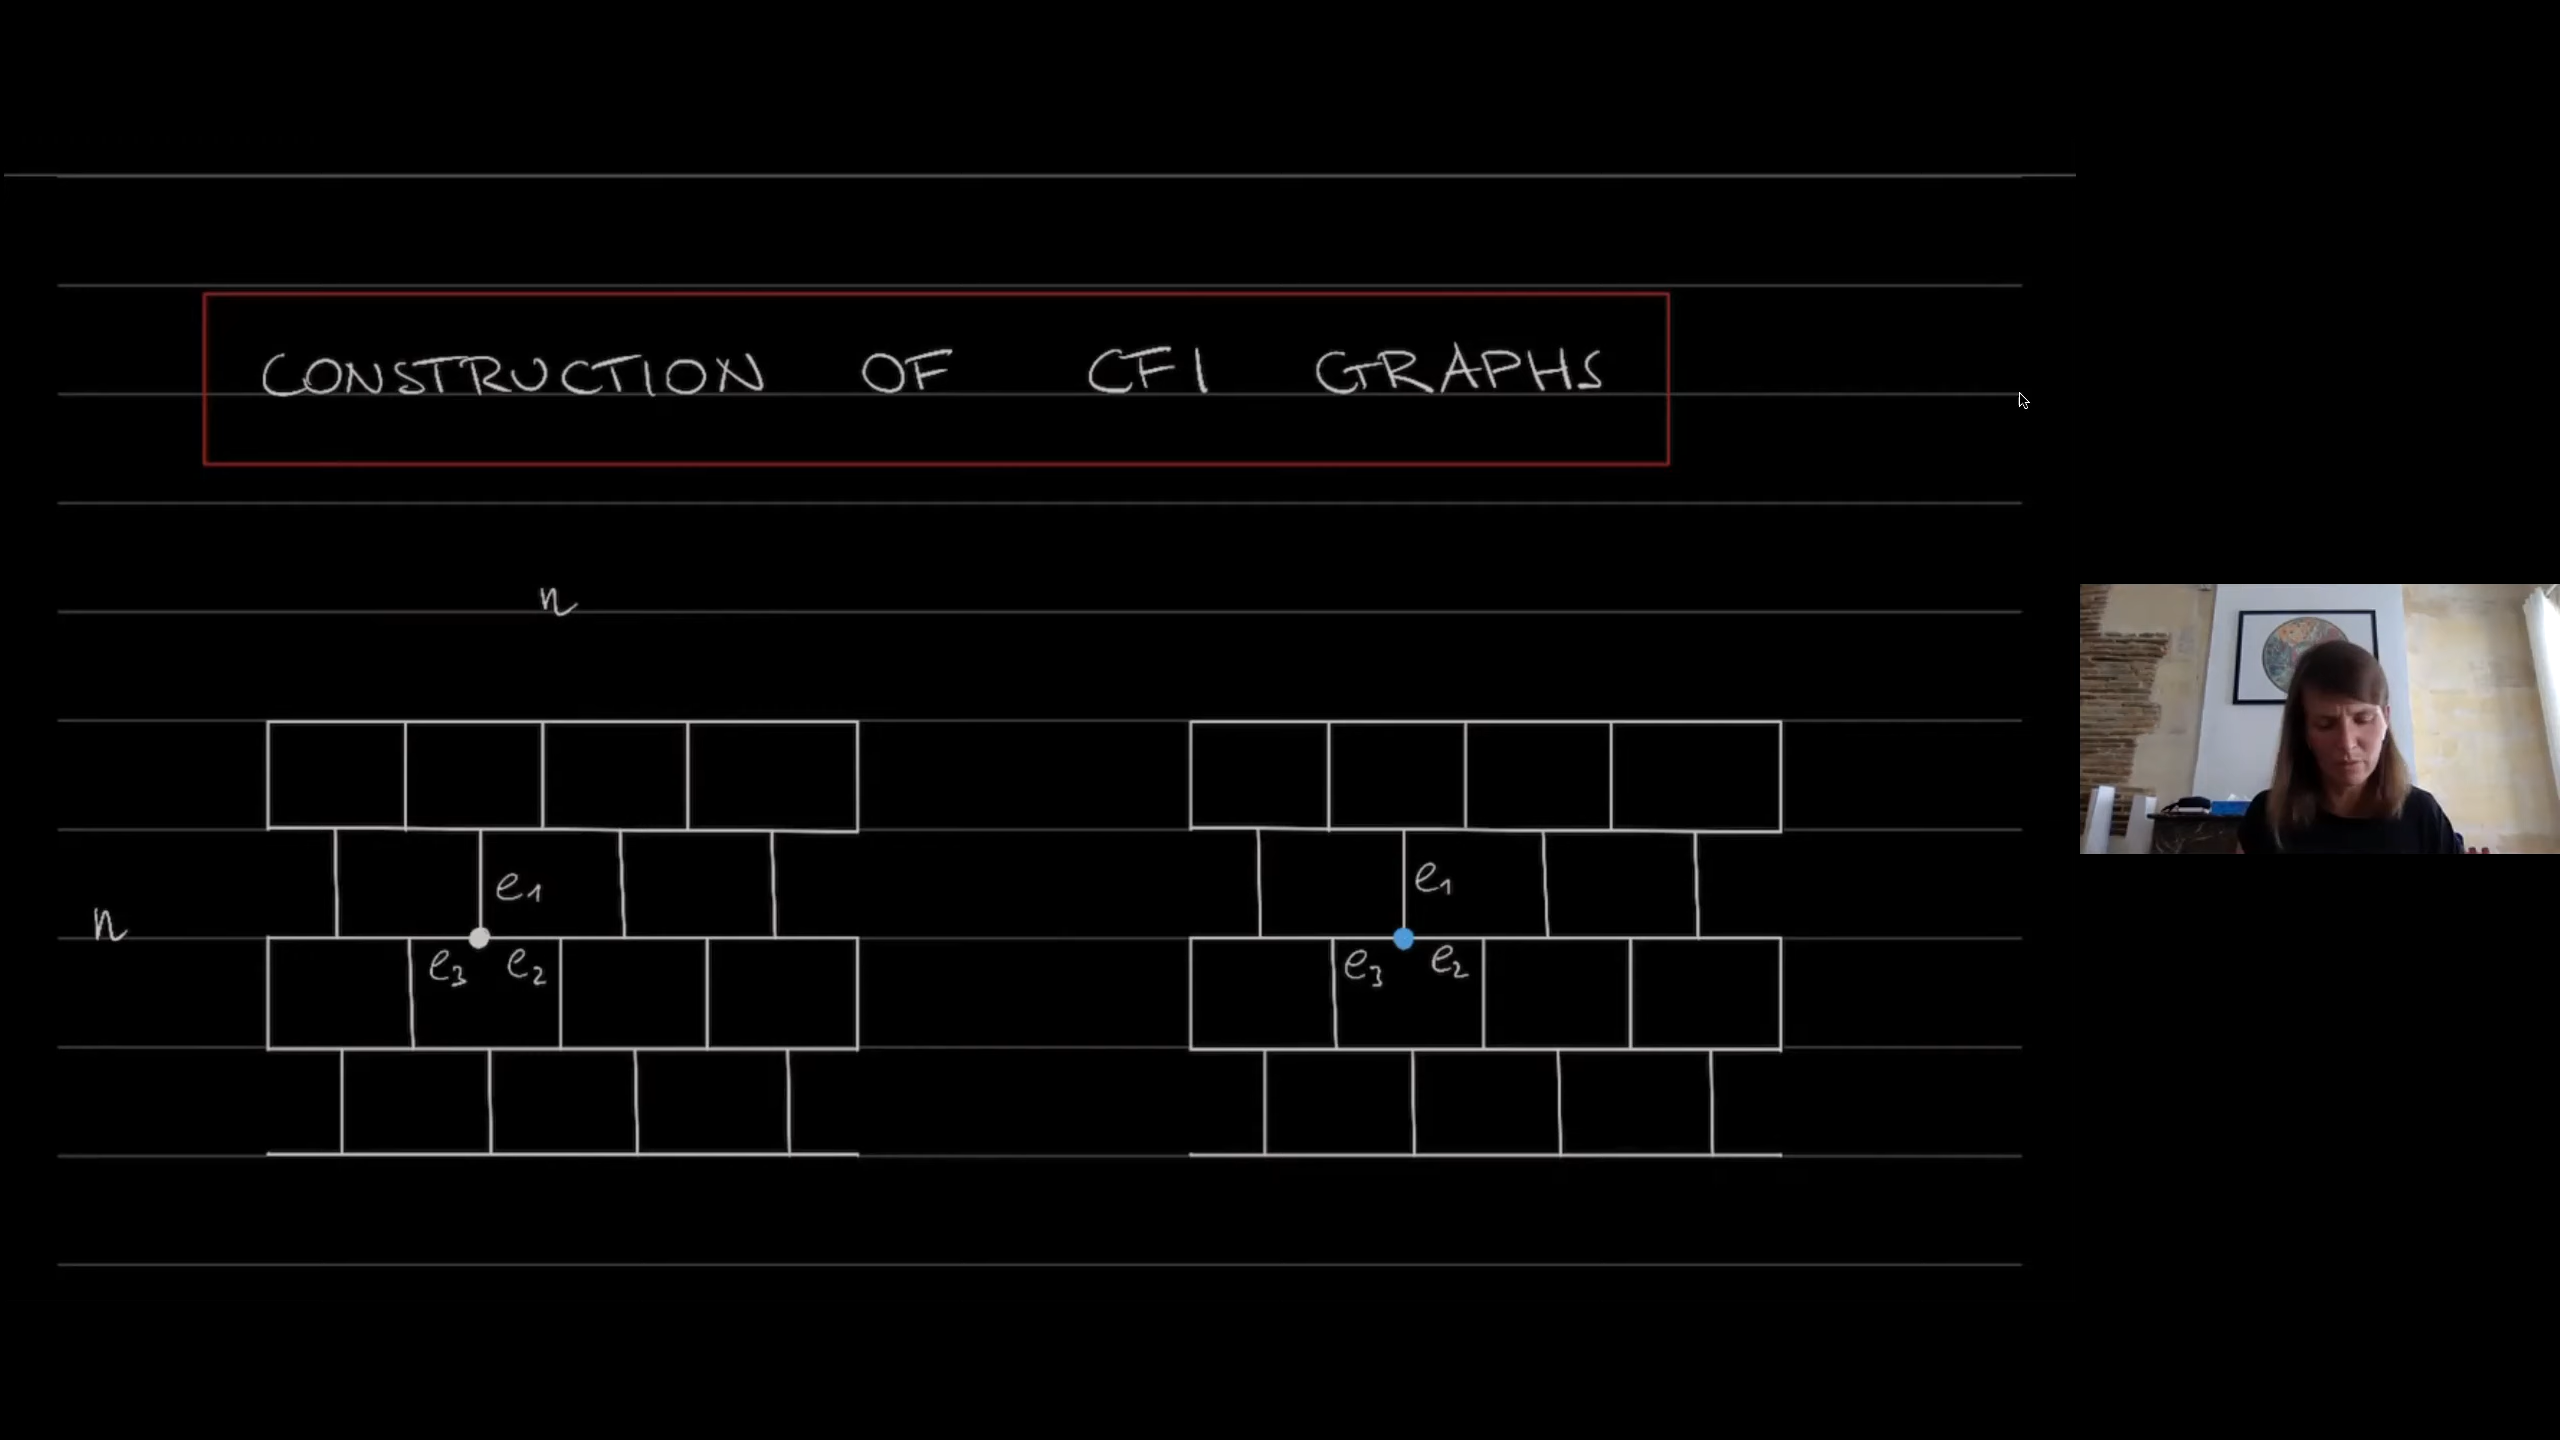 CONSTRUCTION OF CFI GRAPHS
n
e1 e1
n
e3 e2 e3 e2